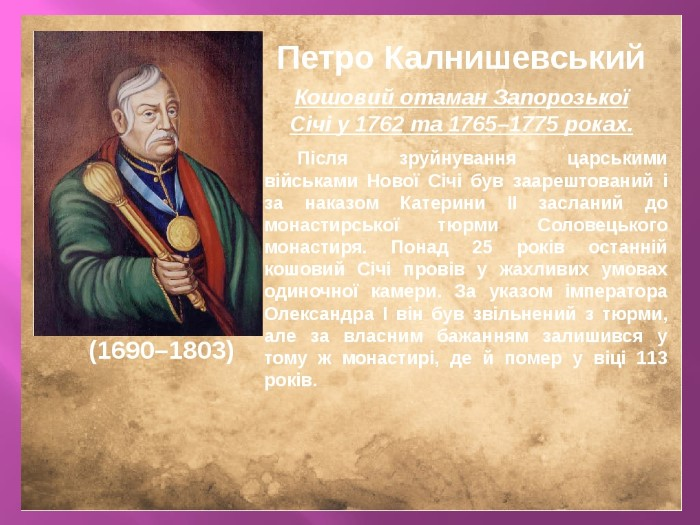 Петро Калнишевський
Кошовий отаман Запорозької
Січі у 1762 та 1765–1775 роках.
Після зруйнування царськими
військами Нової Січі був заарештований і
за наказом Катерини II засланий до
монастирської тюрми Соловецького
монастиря. Понад 25 років останній
кошовий Січі провів у жахливих умовах
одиночної камери. За указом імператора
Олександра I він був звільнений з тюрми,
але за власним бажанням залишився у
тому ж монастирі, де й помер у віці 113
років.
(1690–1803)